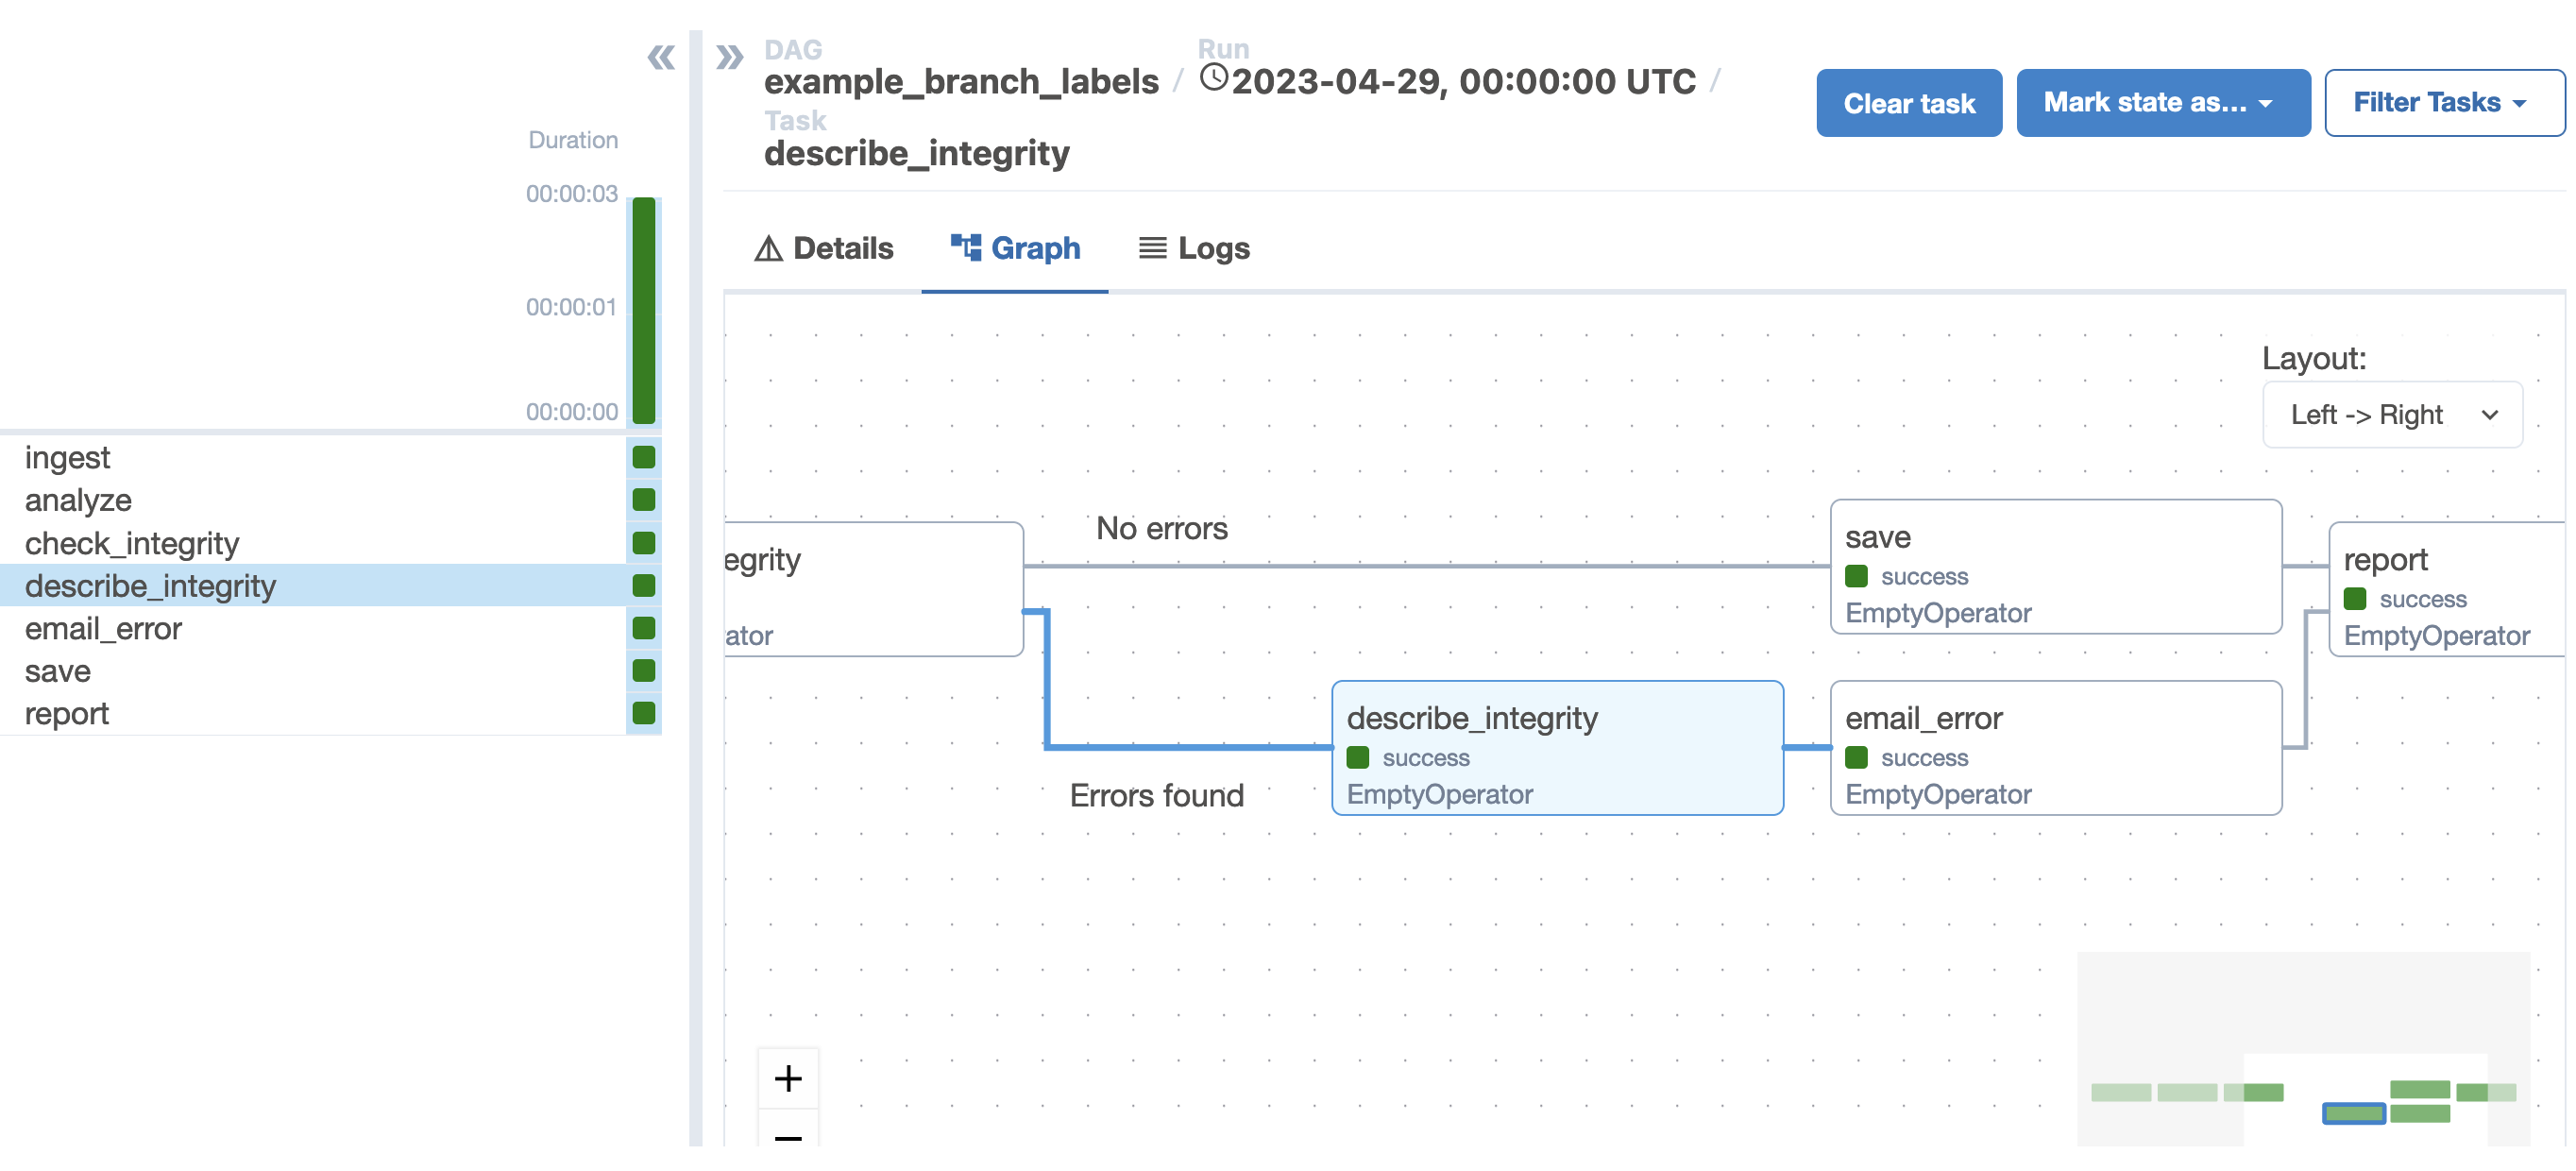 DAG
example_branch_labels / Run 2023-04-29, 00:00:00 UTC /
Task
describe_integrity
Clear task
Mark state as...
Filter Tasks
Duration
00:00:03
00:00:01
00:00:00
ingest
analyze
check_integrity
describe_integrity
email_error
save
report
Details
Graph
Logs
Layout:
Left -> Right
egrity
ator
No errors
Errors found
describe_integrity
success
EmptyOperator
save
success
EmptyOperator
email_error
success
EmptyOperator
report
success
EmptyOperator